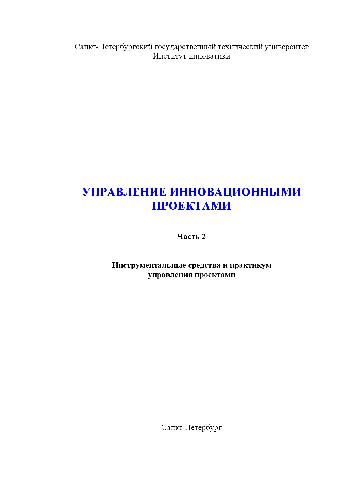 Санкт-Петербургский государственный технический университет
Институт инноватики
УПРАВЛЕНИЕ ИННОВАЦИОННЫМИ
ПРОЕКТАМИ
Часть 2
Инструментальные средства и практикум
управления проектами
Санкт-Петербург